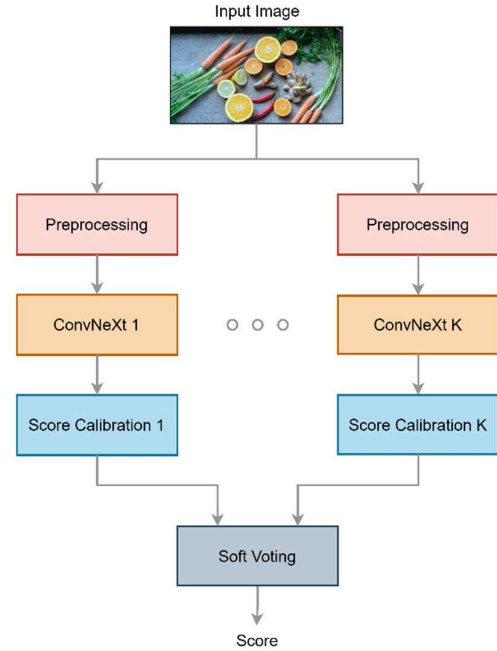 Input Image
Preprocessing
Preprocessing
ConvNeXt 1
ConvNeXt K
Score Calibration 1
Score Calibration K
Soft Voting
Score